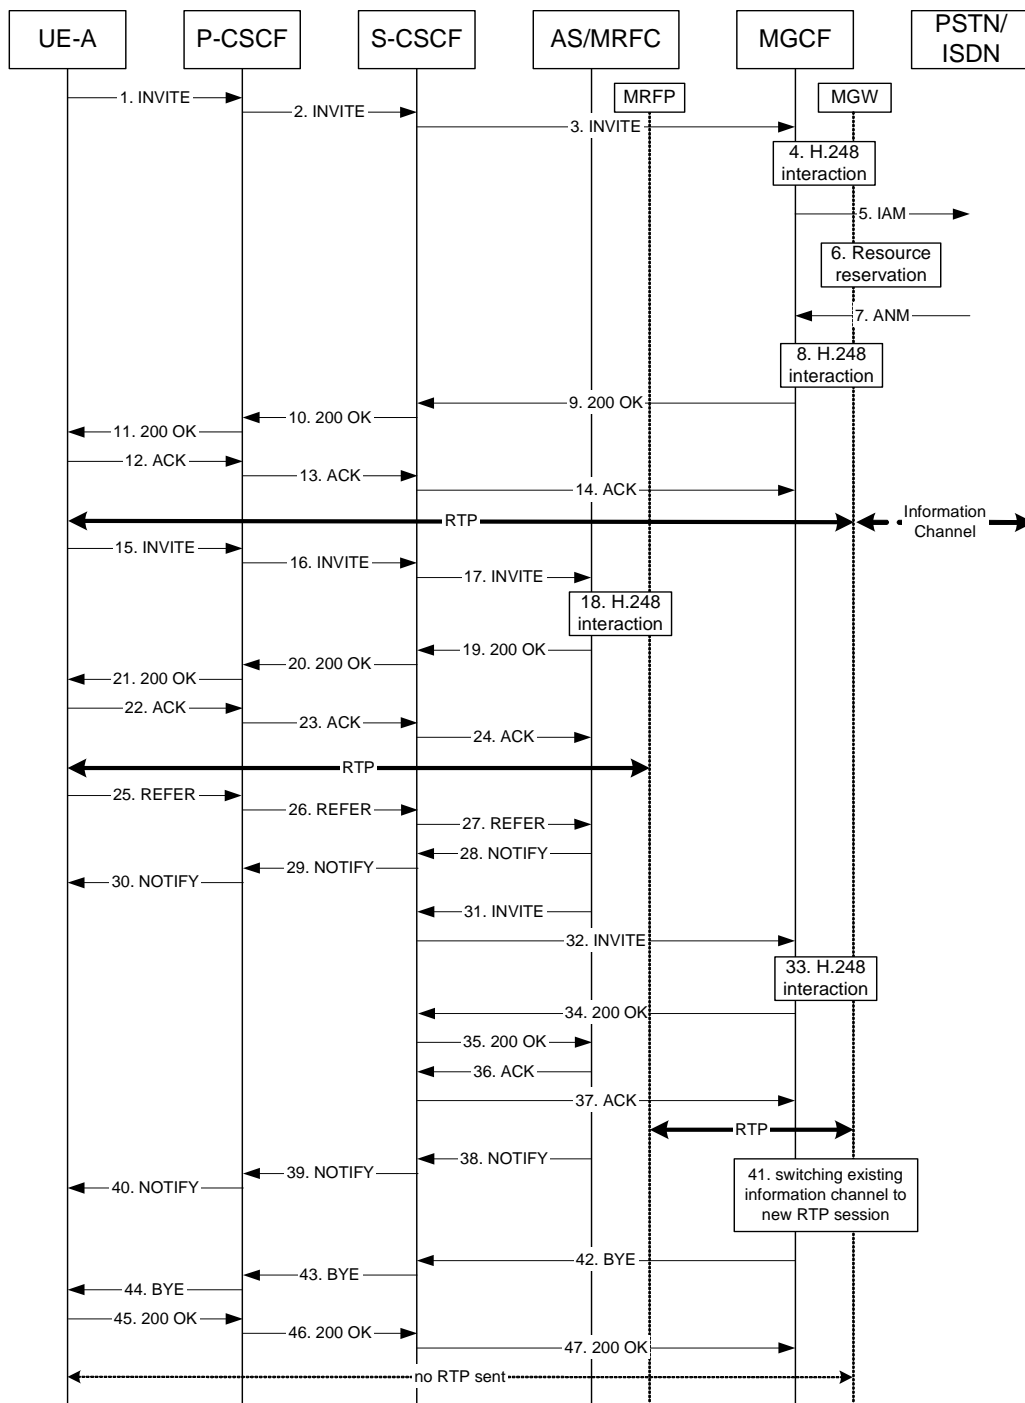 UE-A
P-CSCF
S-CSCF
AS/MRFC
MGCF
PSTN/
ISDN
MRFP
MGW
1. INVITE
2. INVITE
3. INVITE
4. H.248
interaction
5. IAM
6. Resource
reservation
7. ANM
8. H.248
interaction
9. 200 OK
10. 200 OK
11. 200 OK
12. ACK
13. ACK
14. ACK
RTP
Information
Channel
15. INVITE
16. INVITE
17. INVITE
18. H.248
interaction
19. 200 OK
20. 200 OK
21. 200 OK
22. ACK
23. ACK
24. ACK
RTP
25. REFER
26. REFER
27. REFER
28. NOTIFY
29. NOTIFY
30. NOTIFY
31. INVITE
32. INVITE
33. H.248
interaction
34. 200 OK
35. 200 OK
36. ACK
37. ACK
RTP
38. NOTIFY
39. NOTIFY
40. NOTIFY
41. switching existing
information channel to
new RTP session
42. BYE
43. BYE
44. BYE
45. 200 OK
46. 200 OK
47. 200 OK
no RTP sent